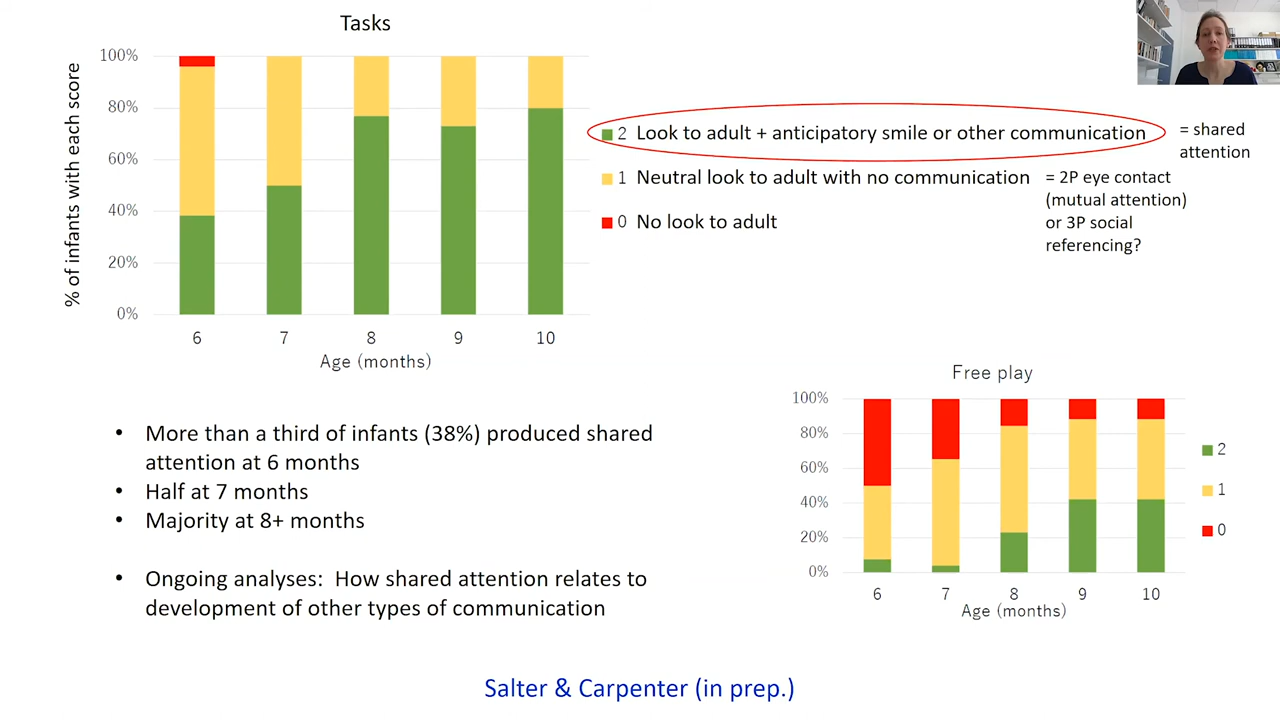 Tasks
% of infants with each score
100%
80%
60%
40%
20%
0%
6 7 8 9 10
Age (months)
2 Look to adult + anticipatory smile or other communication
= shared
attention
1 Neutral look to adult with no communication
= 2P eye contact
(mutual attention)
or 3P social
referencing?
0 No look to adult
• More than a third of infants (38%) produced shared
attention at 6 months
• Half at 7 months
• Majority at 8+ months
• Ongoing analyses: How shared attention relates to
development of other types of communication
Free play
100%
80%
60%
40%
20%
0%
6 7 8 9 10
Age (months)
2
1
0
Salter & Carpenter (in prep.)